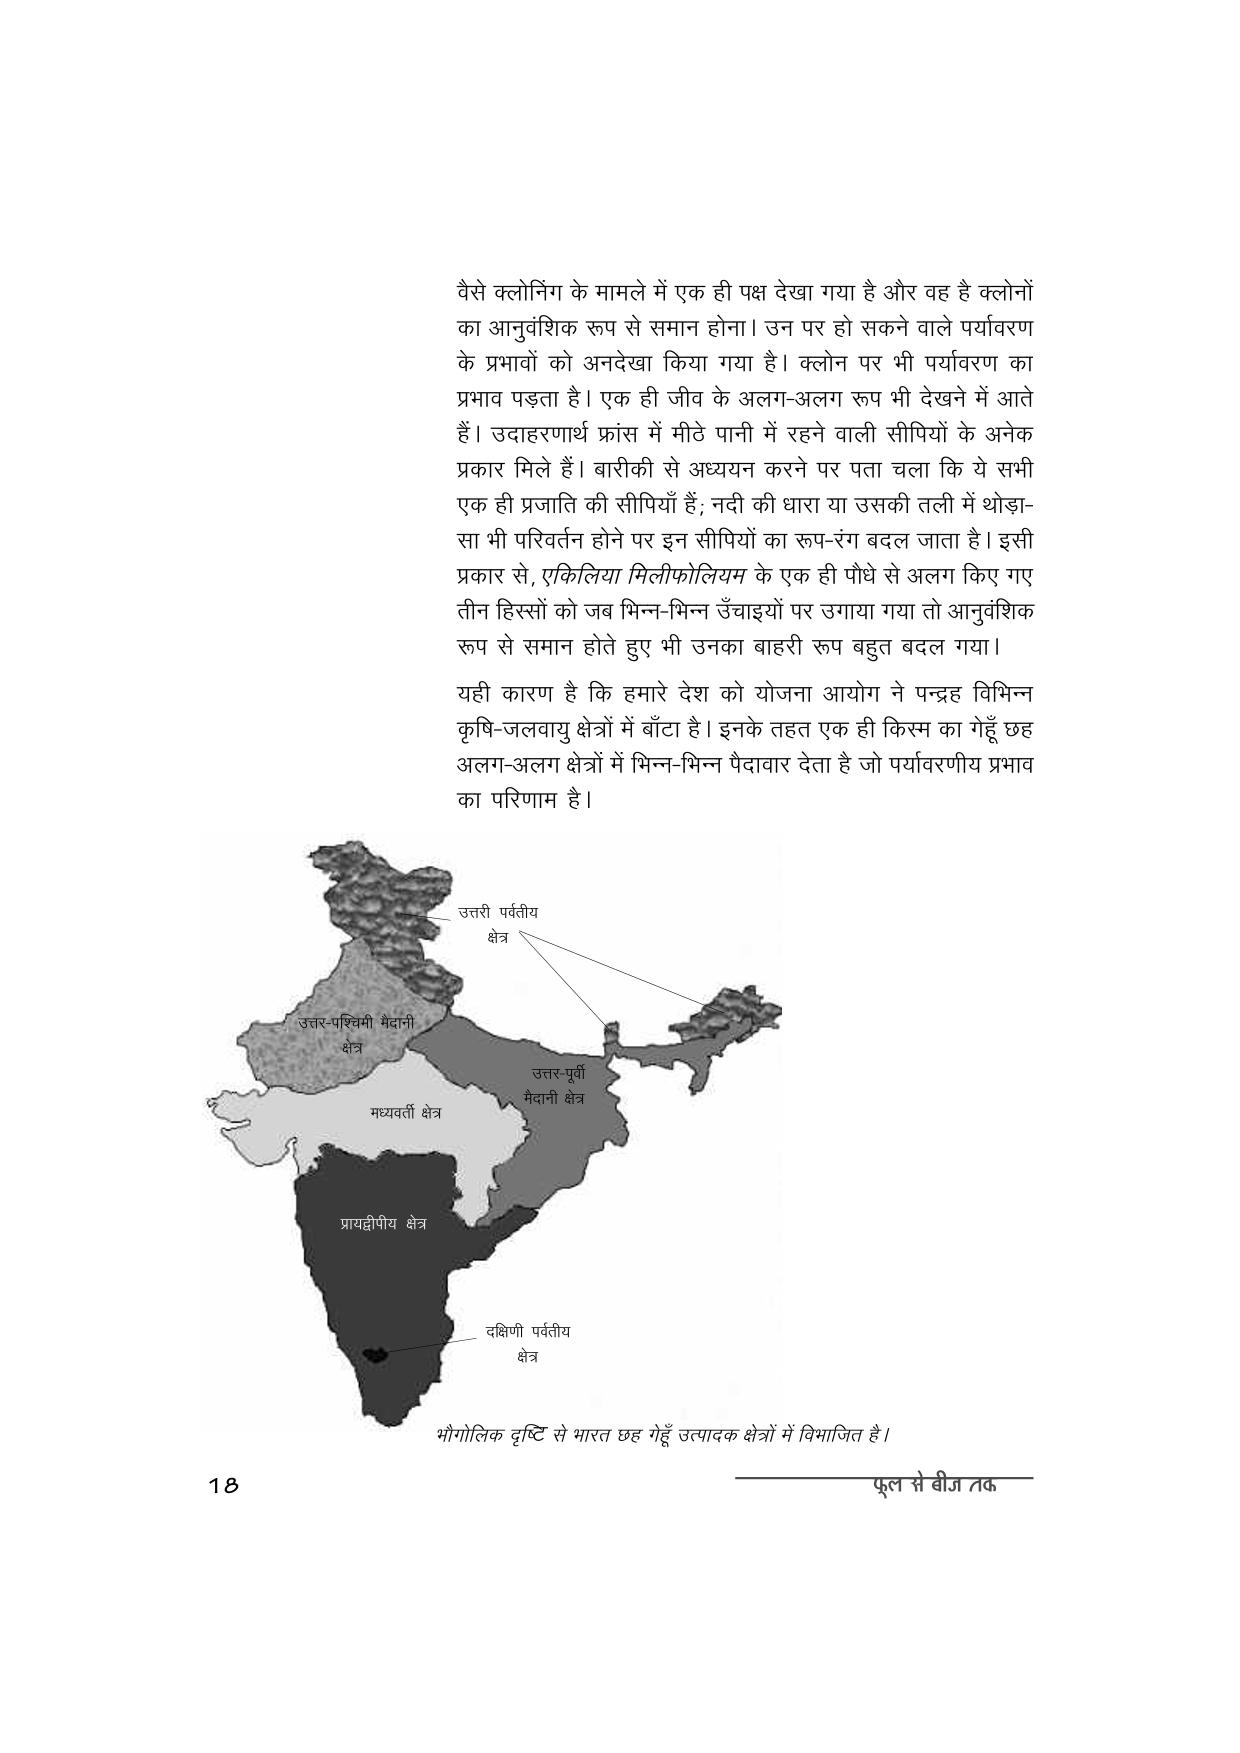 वैसे क्लोनिंग के मामले में एक ही पक्ष देखा गया है और वह है क्लोनों
का आनुवंशिक रूप से समान होना। उन पर हो सकने वाले पर्यावरण
के प्रभावों को अनदेखा किया गया है। क्लोन पर भी पर्यावरण का
प्रभाव पड़ता है। एक ही जीव के अलग-अलग रूप भी देखने में आते
हैं। उदाहरणार्थ फ्रांस में मीठे पानी में रहने वाली सीपियों के अनेक
प्रकार मिले हैं। बारीकी से अध्ययन करने पर पता चला कि ये सभी
एक ही प्रजाति की सीपियाँ हैं; नदी की धारा या उसकी तली में थोड़ा-
सा भी परिवर्तन होने पर इन सीपियों का रूप-रंग बदल जाता है। इसी
प्रकार से, एकिलिया मिलीफोलियम के एक ही पौधे से अलग किए गए
तीन हिस्सों को जब भिन्न-भिन्न उँचाइयों पर उगाया गया तो आनुवंशिक
रूप से समान होते हुए भी उनका बाहरी रूप बहुत बदल गया।
यही कारण है कि हमारे देश को योजना आयोग ने पन्द्रह विभिन्न
कृषि-जलवायु क्षेत्रों में बाँटा है। इनके तहत एक ही किस्म का गेहूँ छह
अलग-अलग क्षेत्रों में भिन्न-भिन्न पैदावार देता है जो पर्यावरणीय प्रभाव
का परिणाम है।
उत्तरी पर्वतीय
क्षेत्र
उत्तर-पश्चिमी मैदानी
क्षेत्र
उत्तर-पूर्वी
मैदानी क्षेत्र
मध्यवर्ती क्षेत्र
प्रायद्वीपीय क्षेत्र
दक्षिणी पर्वतीय
क्षेत्र
भौगोलिक दृष्टि से भारत छह गेहूँ उत्पादक क्षेत्रों में विभाजित है।
18
फूल से बीज तक